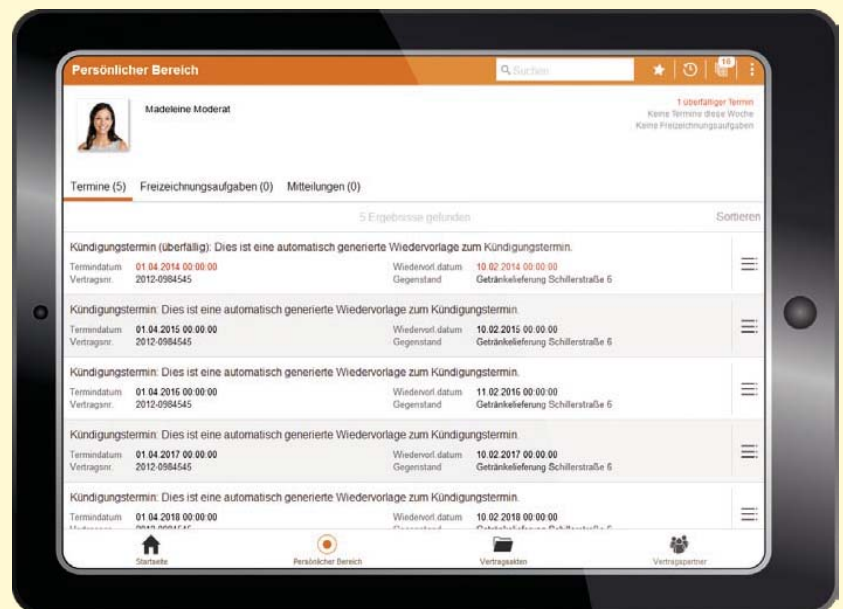 Persönlicher Bereich
Suchen
16
Madeleine Moderat
1 überfälliger Termin
Keine Termine diese Woche
Keine Freizeichnungsaufgaben
Termine (5) Freizeichnungsaufgaben (0) Mitteilungen (0)
5 Ergebnisse gefunden Sortieren
Kündigungstermin (überfällig): Dies ist eine automatisch generierte Wiedervorlage zum Kündigungstermin.
Termindatum 01.04.2014 00:00:00 Wiedervorl.datum 10.02.2014 00:00:00
Vertragsnr. 2012-0984545 Gegenstand Getränkelieferung Schillerstraße 6
Kündigungstermin: Dies ist eine automatisch generierte Wiedervorlage zum Kündigungstermin.
Termindatum 01.04.2015 00:00:00 Wiedervorl.datum 10.02.2015 00:00:00
Vertragsnr. 2012-0984545 Gegenstand Getränkelieferung Schillerstraße 6
Kündigungstermin: Dies ist eine automatisch generierte Wiedervorlage zum Kündigungstermin.
Termindatum 01.04.2016 00:00:00 Wiedervorl.datum 11.02.2016 00:00:00
Vertragsnr. 2012-0984545 Gegenstand Getränkelieferung Schillerstraße 6
Kündigungstermin: Dies ist eine automatisch generierte Wiedervorlage zum Kündigungstermin.
Termindatum 01.04.2017 00:00:00 Wiedervorl.datum 10.02.2017 00:00:00
Vertragsnr. 2012-0984545 Gegenstand Getränkelieferung Schillerstraße 6
Kündigungstermin: Dies ist eine automatisch generierte Wiedervorlage zum Kündigungstermin.
Termindatum 01.04.2018 00:00:00 Wiedervorl.datum 10.02.2018 00:00:00
Startseite Persönlicher Bereich Vertragsakten Vertragspartner